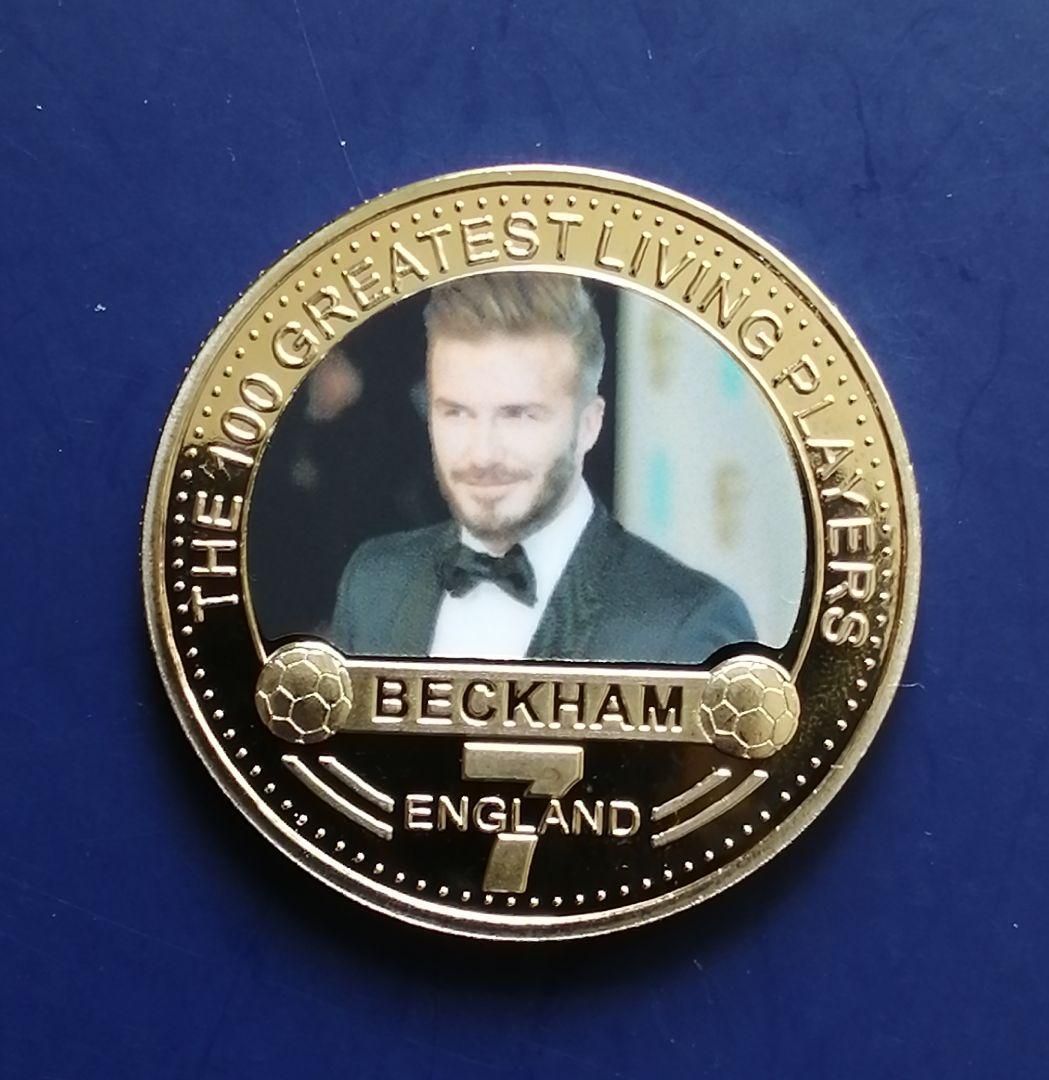 THE 100 GREATEST LIVING PLAYERS
BECKHAM
7
ENGLAND